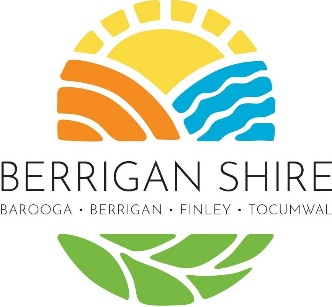 BERRIGAN SHIRE
BAROOGA • BERRIGAN • FINLEY • TOCUMWAL